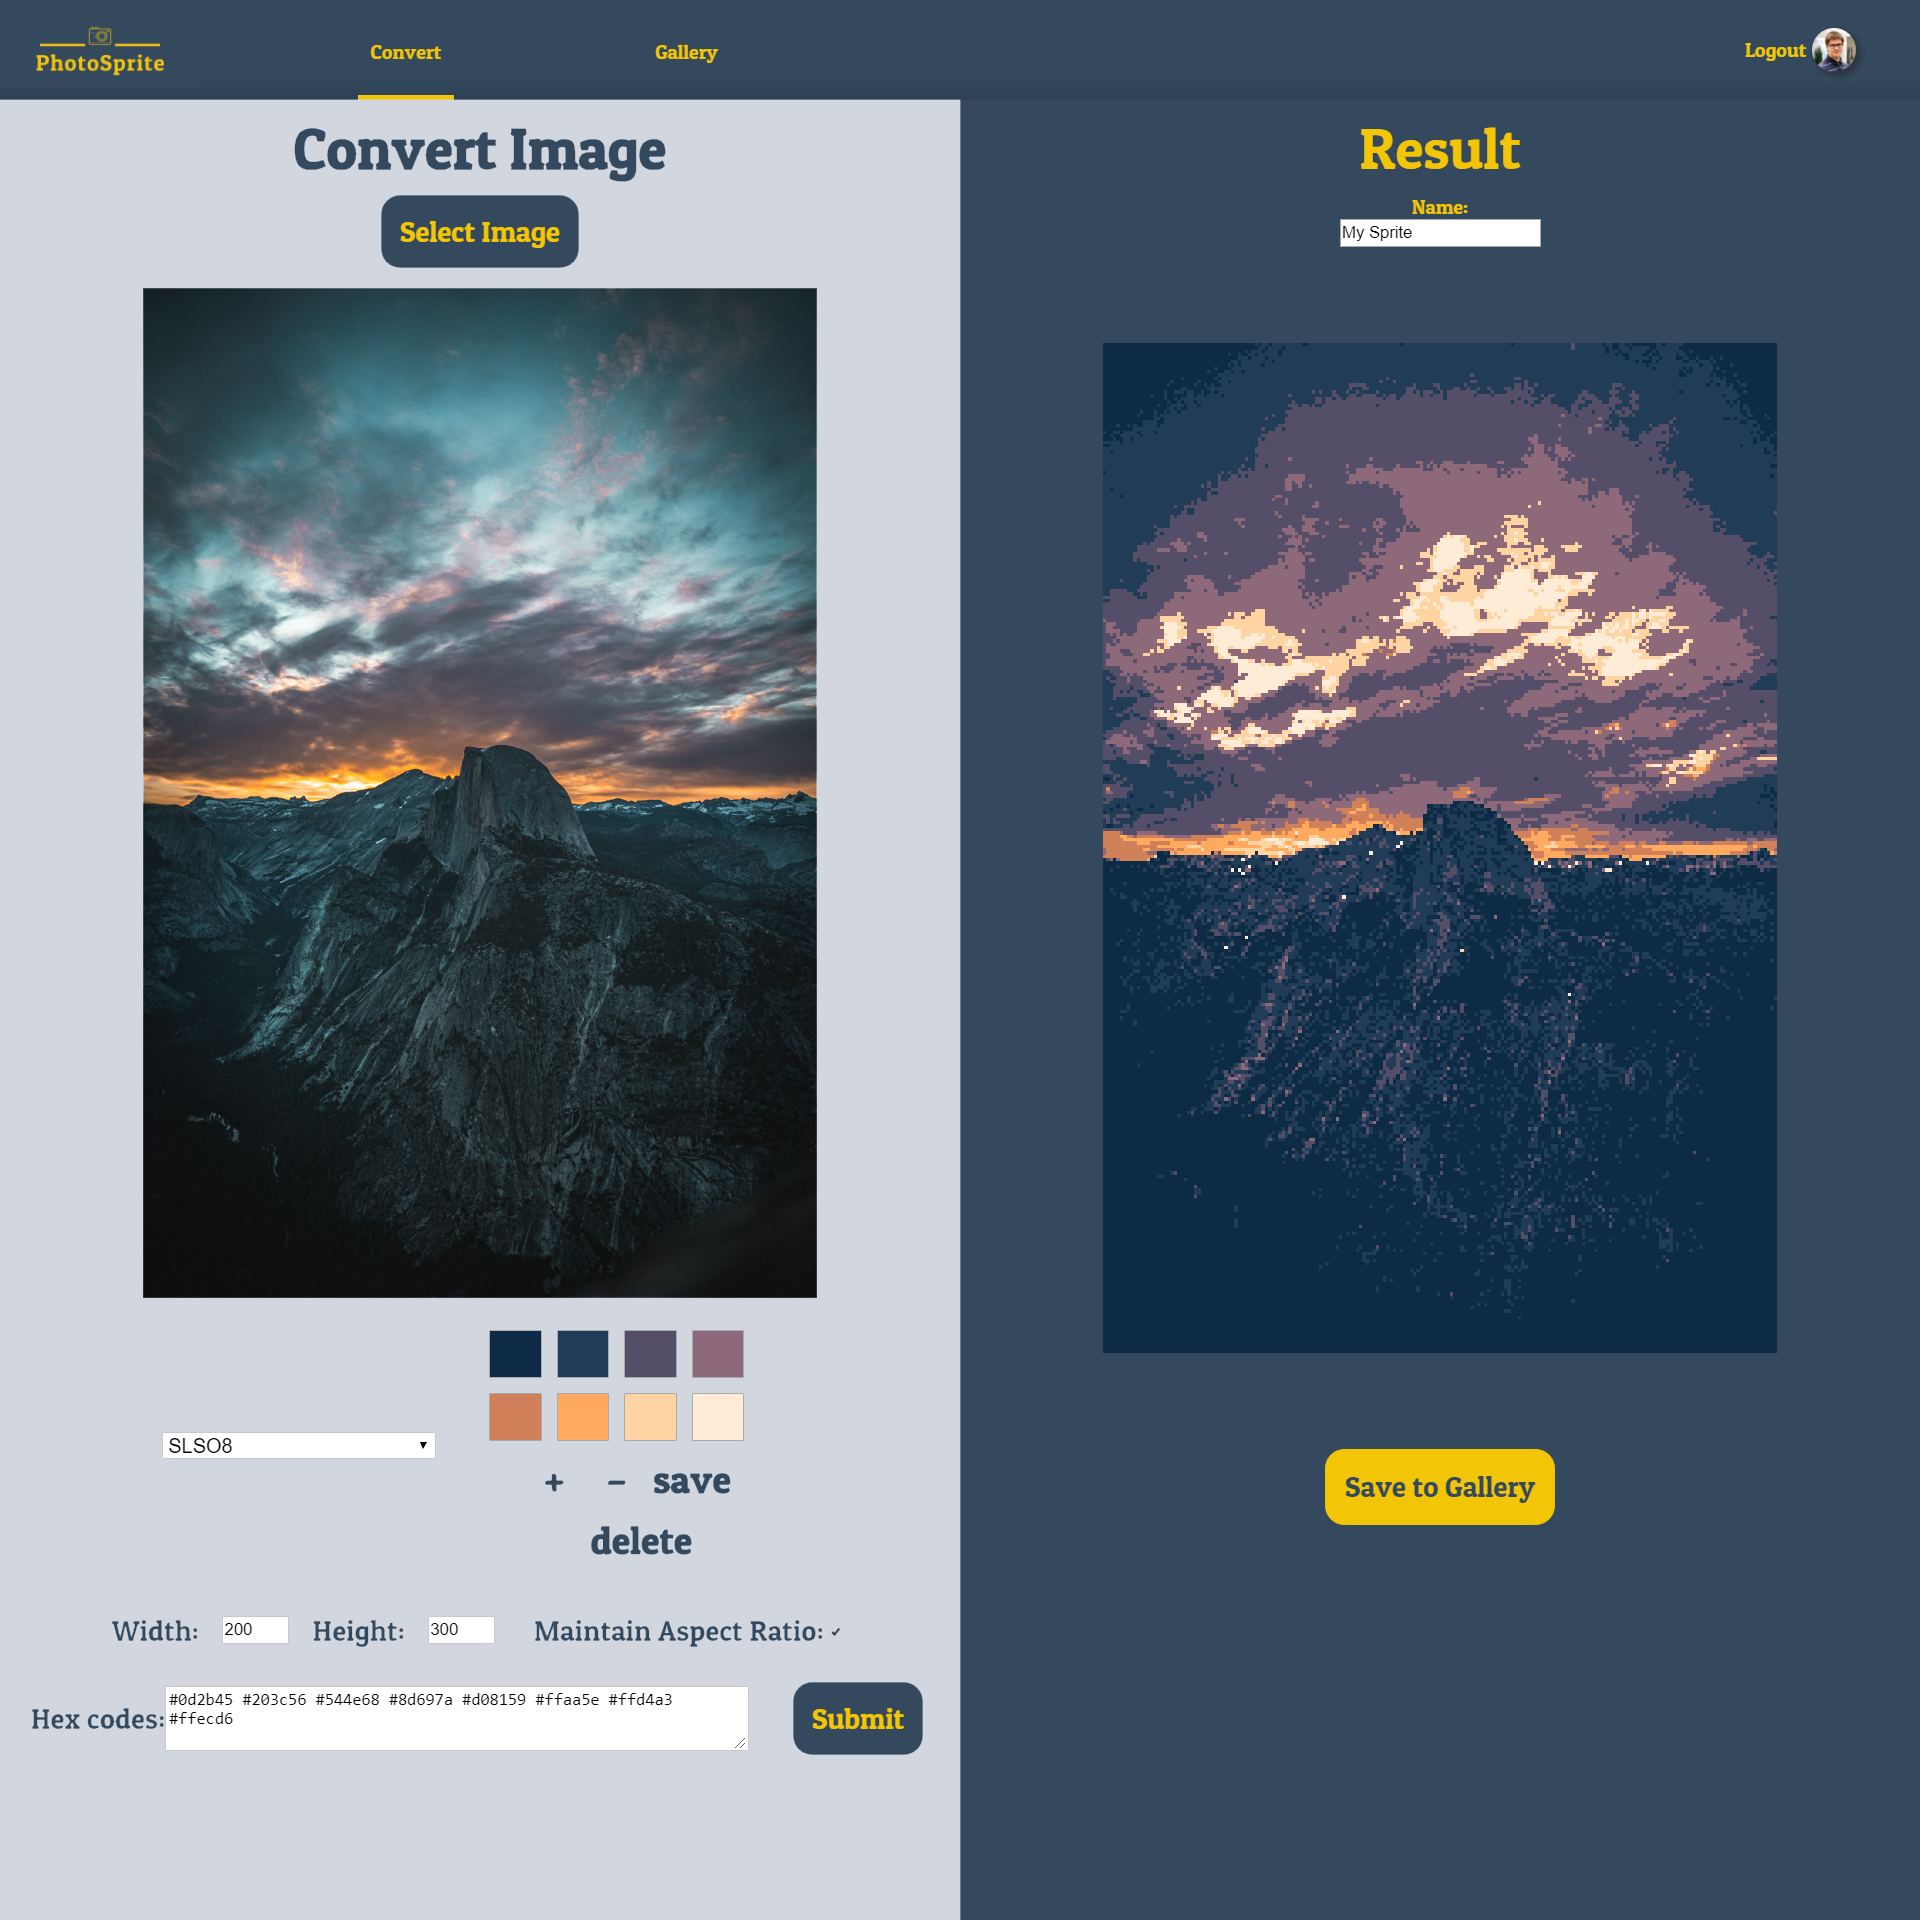 PhotoSprite
Convert
Gallery
Logout
Convert Image
Select Image
SLSO8
+ - save
delete
Width: 200 Height: 300 Maintain Aspect Ratio: ✓
Hex codes: #0d2b45 #203c56 #544e68 #8d697a #d08159 #ffaa5e #ffd4a3
#ffecd6
Submit
Result
Name:
My Sprite
Save to Gallery